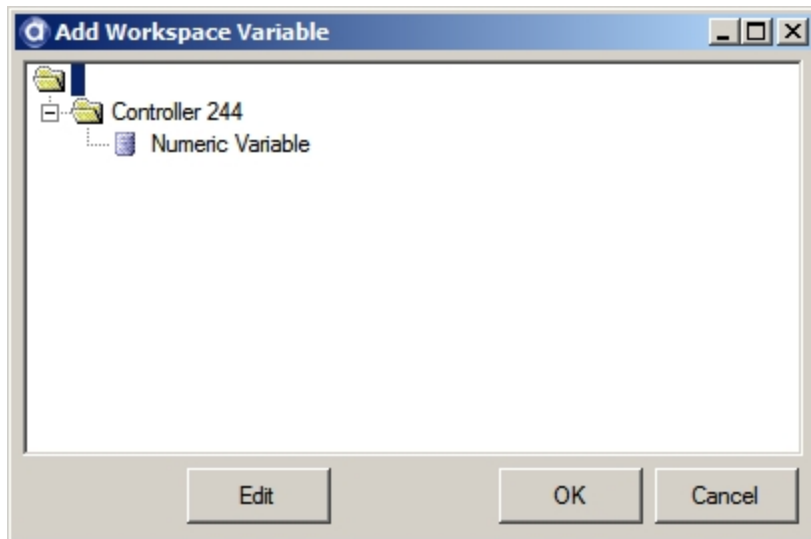 Add Workspace Variable
Controller 244
Numeric Variable
Edit OK Cancel